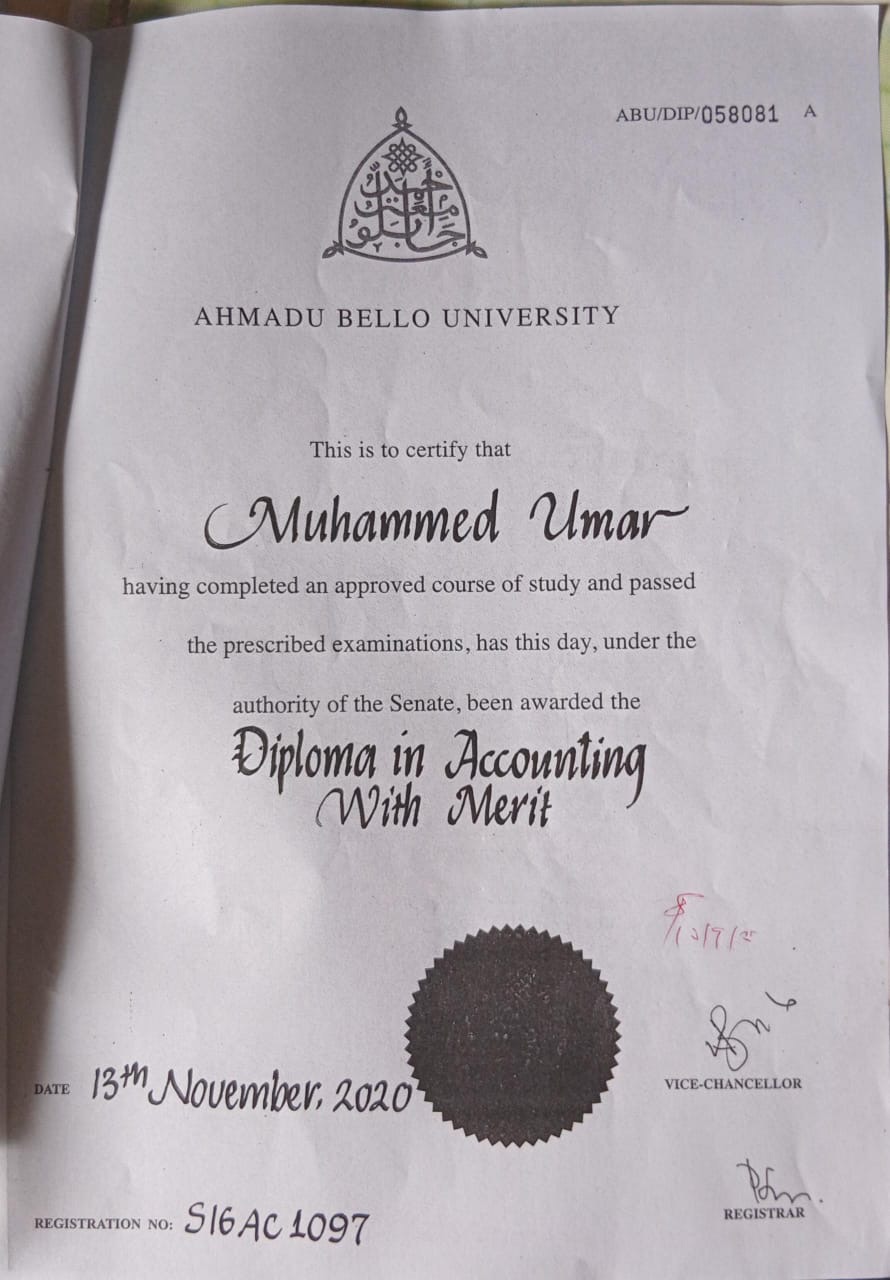 ABU/DIP/058081 A
AHMADU BELLO UNIVERSITY
This is to certify that
Muhammed Umar
having completed an approved course of study and passed
the prescribed examinations, has this day, under the
authority of the Senate, been awarded the
Diploma in Accounting
With Merit
DATE 13th November, 2020
VICE-CHANCELLOR
REGISTRAR
REGISTRATION NO: S16AC1097